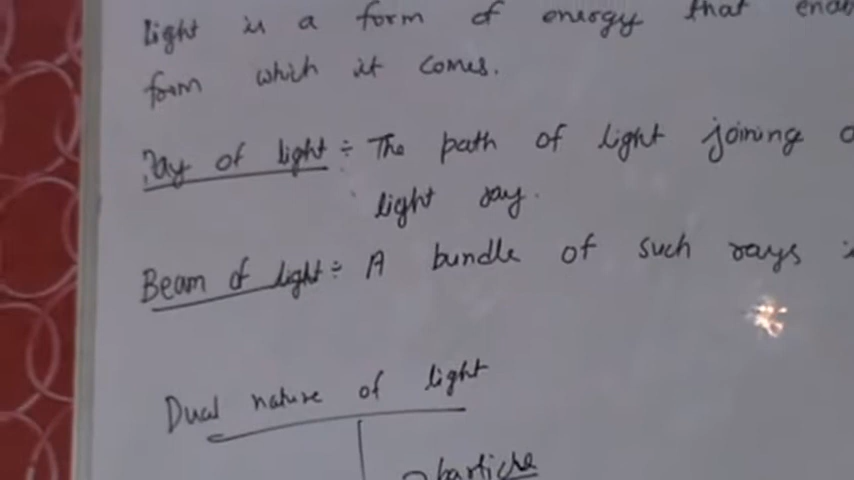 light is a form of energy that
form which it comes.
Ray of light ÷ The path of light joining
light ray.
Beam of light ÷ A bundle of such rays
Dual nature of light
particle